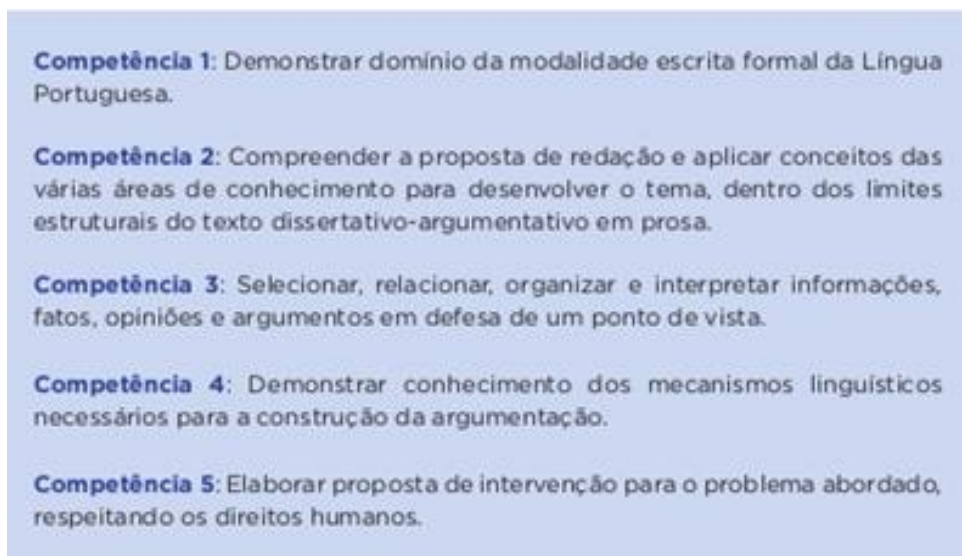 Competência 1: Demonstrar domínio da modalidade escrita formal da Língua
Portuguesa.
Competência 2: Compreender a proposta de redação e aplicar conceitos das
várias áreas de conhecimento para desenvolver o tema, dentro dos limites
estruturais do texto dissertativo-argumentativo em prosa.
Competência 3: Selecionar, relacionar, organizar e interpretar informações,
fatos, opiniões e argumentos em defesa de um ponto de vista.
Competência 4: Demonstrar conhecimento dos mecanismos linguísticos
necessários para a construção da argumentação.
Competência 5: Elaborar proposta de intervenção para o problema abordado,
respeitando os direitos humanos.